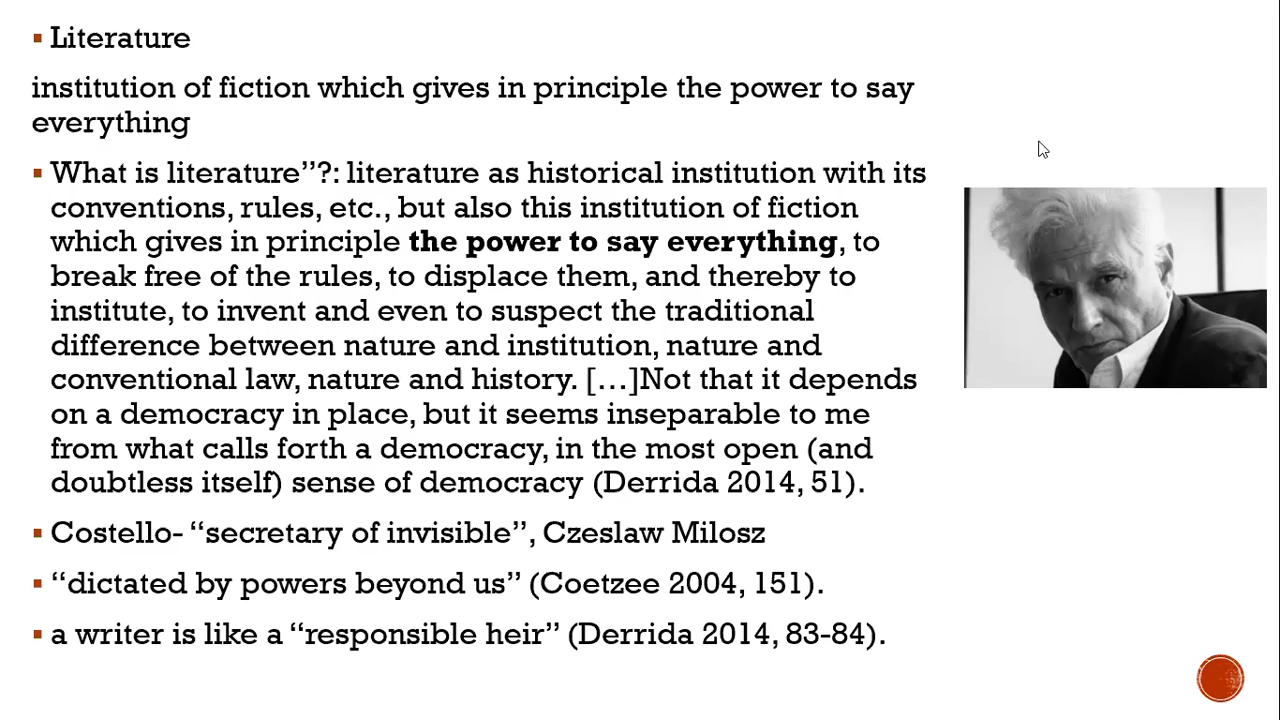 Literature
institution of fiction which gives in principle the power to say
everything
What is literature”?: literature as historical institution with its
conventions, rules, etc., but also this institution of fiction
which gives in principle the power to say everything, to
break free of the rules, to displace them, and thereby to
institute, to invent and even to suspect the traditional
difference between nature and institution, nature and
conventional law, nature and history. […]Not that it depends
on a democracy in place, but it seems inseparable to me
from what calls forth a democracy, in the most open (and
doubtless itself) sense of democracy (Derrida 2014, 51).
Costello- “secretary of invisible”, Czeslaw Milosz
“dictated by powers beyond us” (Coetzee 2004, 151).
a writer is like a “responsible heir” (Derrida 2014, 83-84).